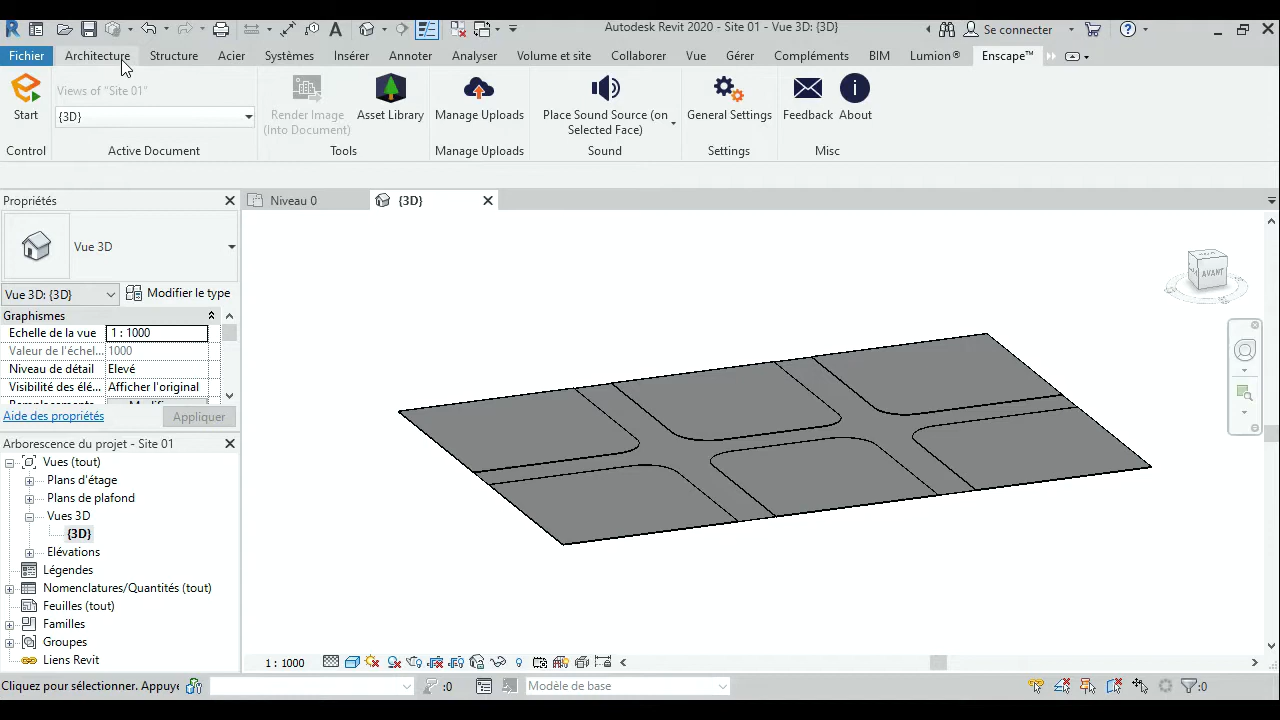 Autodesk Revit 2020 - Site 01 - Vue 3D: {3D}
Se connecter
Fichier Architecture Structure Acier Systèmes Insérer Annoter Analyser Volume et site Collaborer Vue Gérer Compléments BIM Lumion® Enscape™
Start
Views of "Site 01"
{3D}
Render Image
(Into Document)
Asset Library
Manage Uploads
Place Sound Source (on
Selected Face)
General Settings
Feedback
About
Control
Active Document
Tools
Manage Uploads
Sound
Settings
Misc
Propriétés
Niveau 0
{3D}
Vue 3D
Vue 3D: {3D}
Modifier le type
Graphismes
Echelle de la vue 1 : 1000
Valeur de l'échel... 1000
Niveau de détail Elevé
Visibilité des élé... Afficher l'original
Aide des propriétés
Appliquer
AVANT
Arborescence du projet - Site 01
Vues (tout)
Plans d'étage
Plans de plafond
Vues 3D
{3D}
Elévations
Légendes
Nomenclatures/Quantités (tout)
Feuilles (tout)
Familles
Groupes
Liens Revit
1 : 1000
Cliquez pour sélectionner. Appuye
:0
Modèle de base
:0